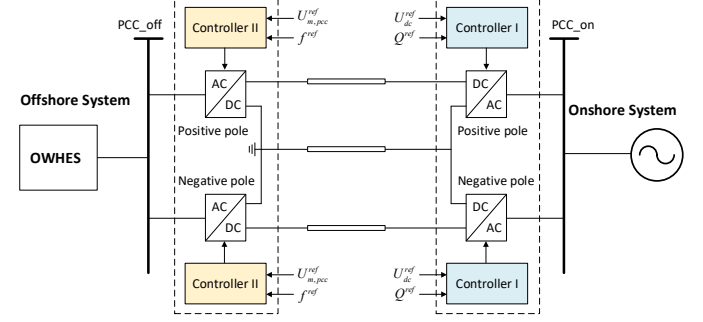 PCC_off
Controller II
U_{m,pcc}^{ref}
f^{ref}
U_{dc}^{ref}
Q^{ref}
Controller I
PCC_on
AC
DC
DC
AC
Offshore System
Onshore System
Positive pole
Positive pole
OWHES
Negative pole
Negative pole
AC
DC
DC
AC
Controller II
U_{m,pcc}^{ref}
f^{ref}
U_{dc}^{ref}
Q^{ref}
Controller I